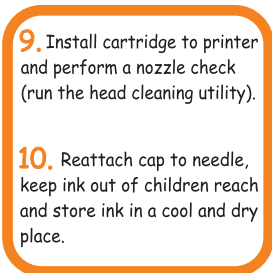 9. Install cartridge to printer
and perform a nozzle check
(run the head cleaning utility).
10. Reattach cap to needle,
keep ink out of children reach
and store ink in a cool and dry
place.